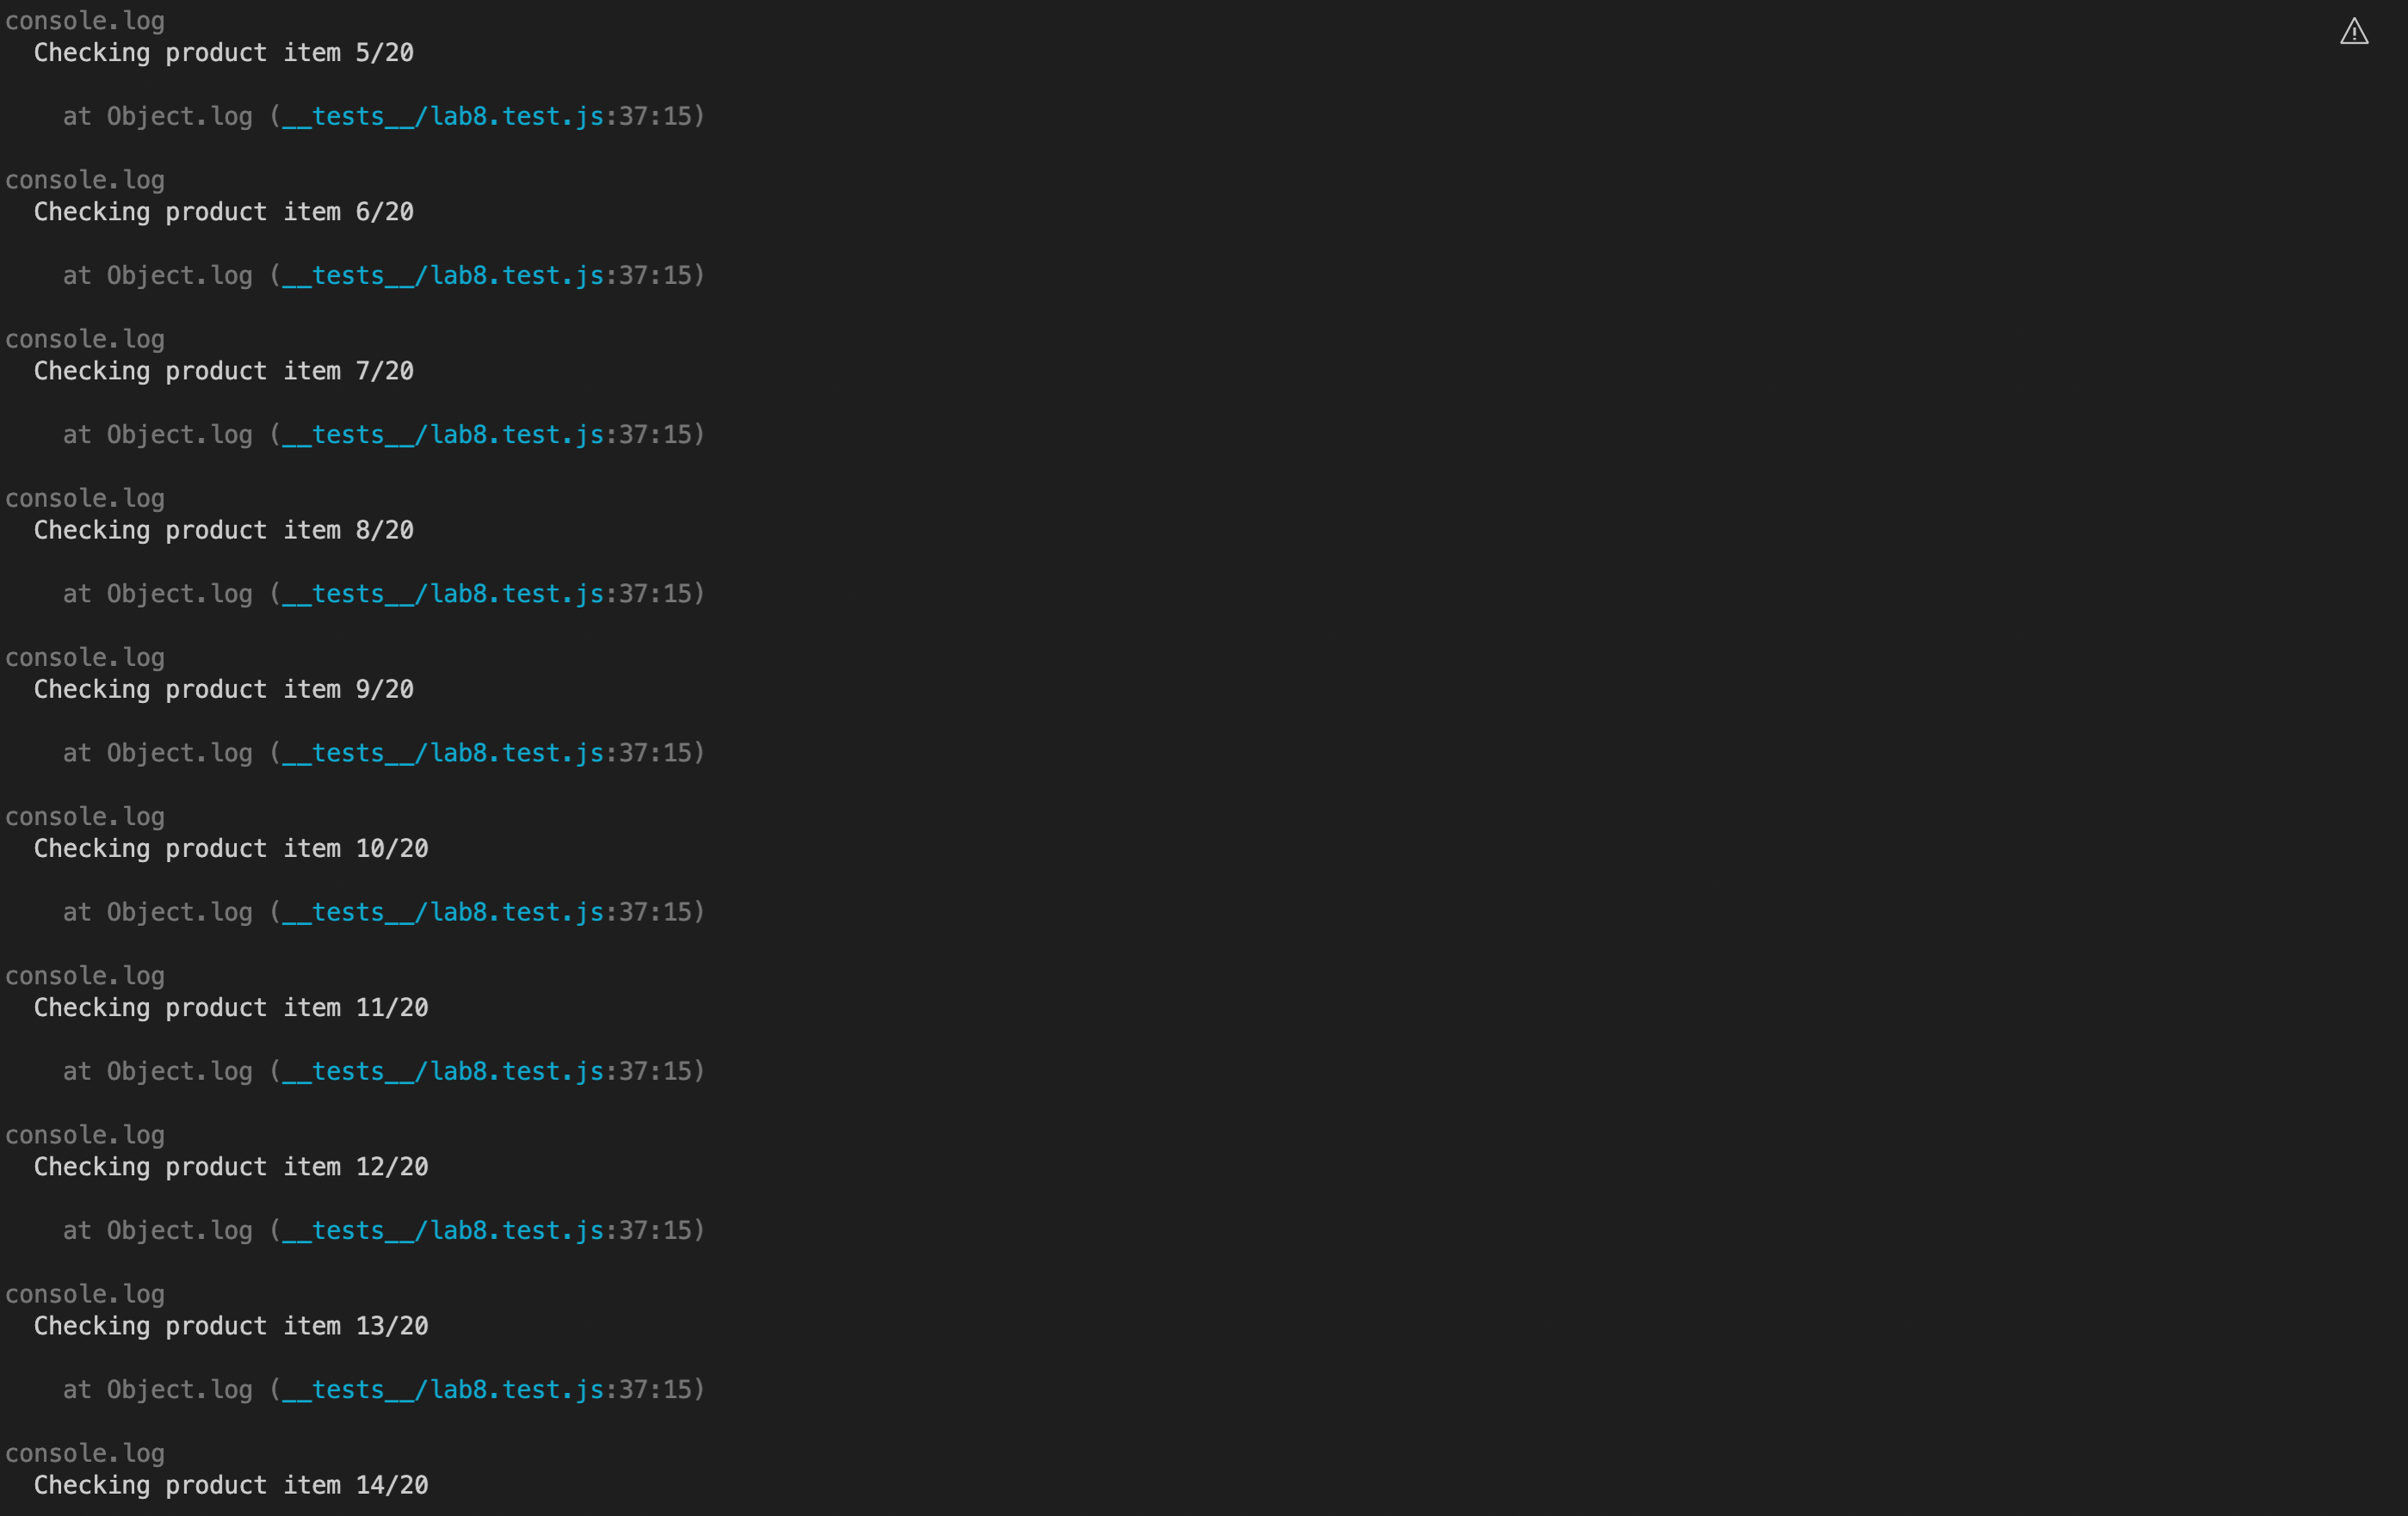 console.log
Checking product item 5/20
at Object.log (__tests__/lab8.test.js:37:15)
console.log
Checking product item 6/20
at Object.log (__tests__/lab8.test.js:37:15)
console.log
Checking product item 7/20
at Object.log (__tests__/lab8.test.js:37:15)
console.log
Checking product item 8/20
at Object.log (__tests__/lab8.test.js:37:15)
console.log
Checking product item 9/20
at Object.log (__tests__/lab8.test.js:37:15)
console.log
Checking product item 10/20
at Object.log (__tests__/lab8.test.js:37:15)
console.log
Checking product item 11/20
at Object.log (__tests__/lab8.test.js:37:15)
console.log
Checking product item 12/20
at Object.log (__tests__/lab8.test.js:37:15)
console.log
Checking product item 13/20
at Object.log (__tests__/lab8.test.js:37:15)
console.log
Checking product item 14/20